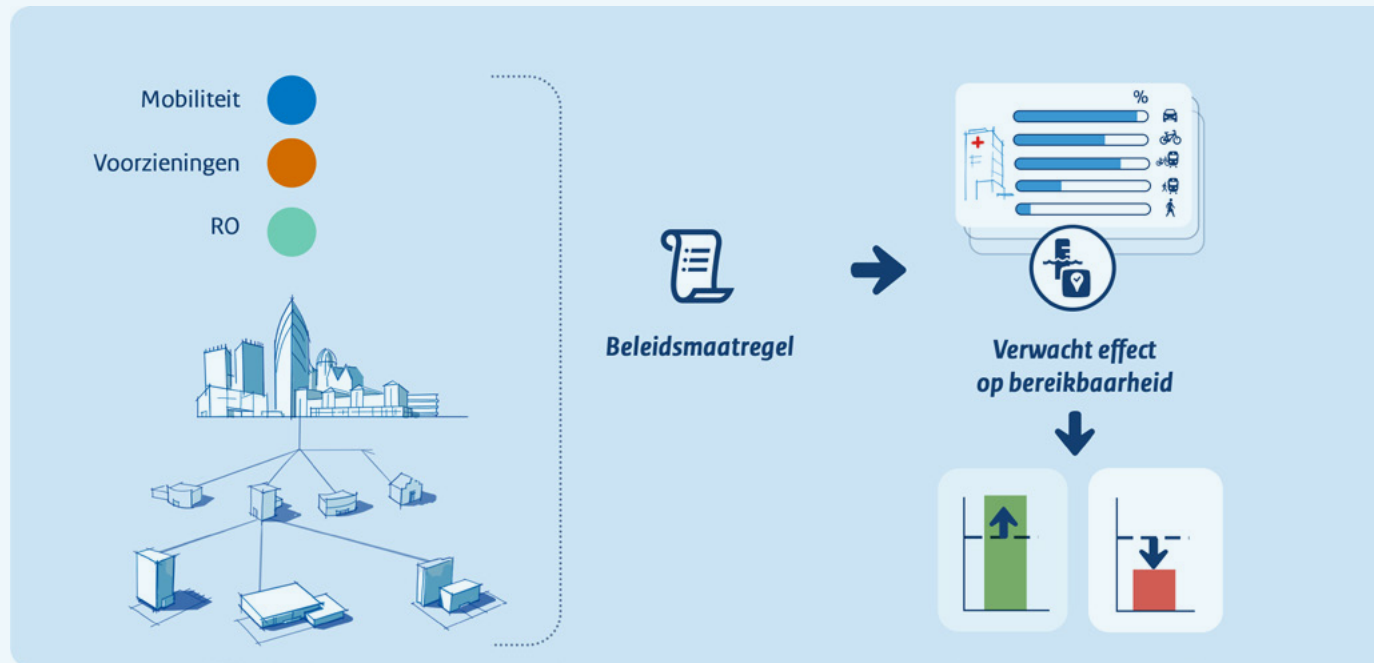 Mobiliteit
Voorzieningen
RO
Beleidsmaatregel
%
Verwacht effect
op bereikbaarheid